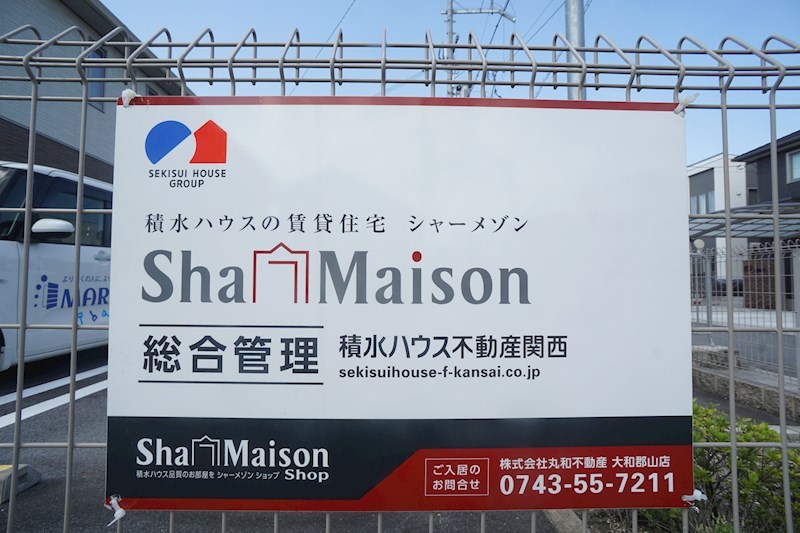 SEKISUI HOUSE
GROUP
積水ハウスの賃貸住宅 シャーメゾン
Sha Maison
総合管理
積水ハウス不動産関西
sekisuihouse-f-kansai.co.jp
Sha Maison
積水ハウス品質のお部屋を シャーメゾン ショップ Shop
ご入居の
お問合せ
株式会社丸和不動産 大和郡山店
0743-55-7211
MAR